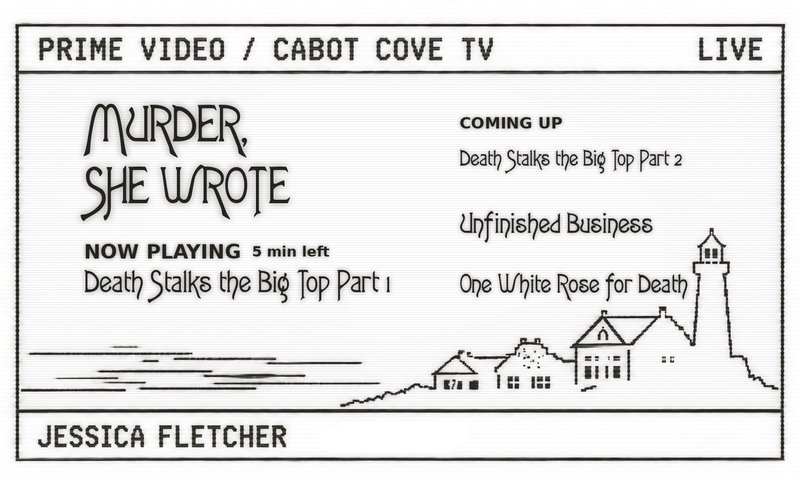 PRIME VIDEO / CABOT COVE TV
LIVE
MURDER,
SHE WROTE
NOW PLAYING 5 min left
Death Stalks the Big Top Part 1
COMING UP
Death Stalks the Big Top Part 2
Unfinished Business
One White Rose for Death
JESSICA FLETCHER